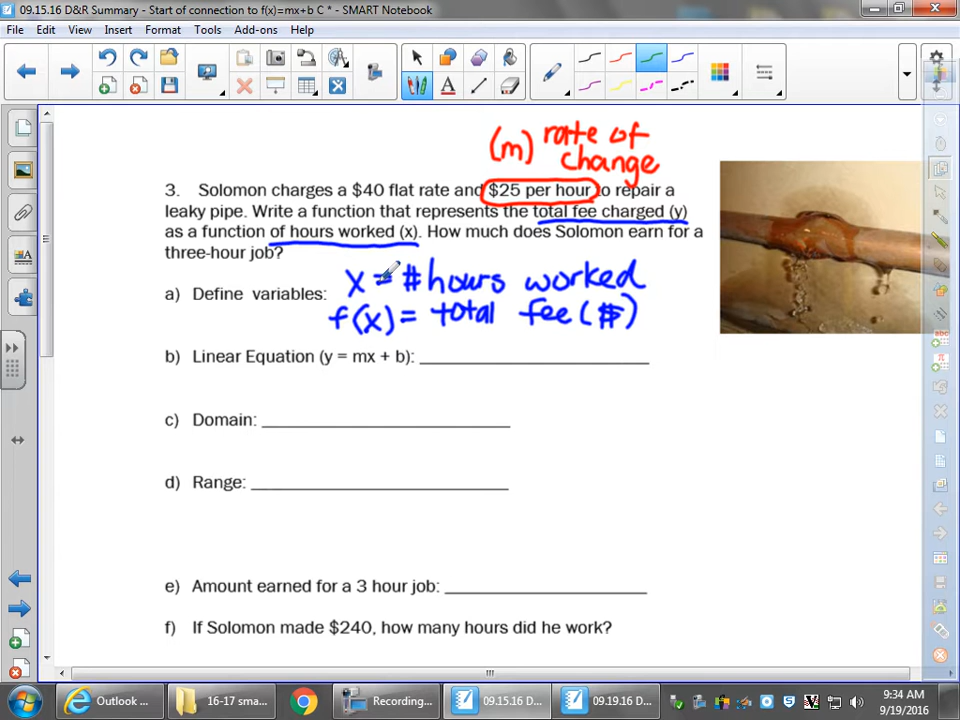 09.15.16 D&R Summary - Start of connection to f(x)=mx+b C * - SMART Notebook
File Edit View Insert Format Tools Add-ons Help
(m) rate of
change
3. Solomon charges a $40 flat rate and $25 per hour to repair a
leaky pipe. Write a function that represents the total fee charged (y)
as a function of hours worked (x). How much does Solomon earn for a
three-hour job?
x = # hours worked
a) Define variables:
f(x) = total fee ($)
b) Linear Equation (y = mx + b): ____________________
c) Domain: ____________________
d) Range: ____________________
e) Amount earned for a 3 hour job: ____________________
f) If Solomon made $240, how many hours did he work?
Outlook ... 16-17 sma... Recording... 09.15.16 D... 09.19.16 D...
9:34 AM
9/19/2016